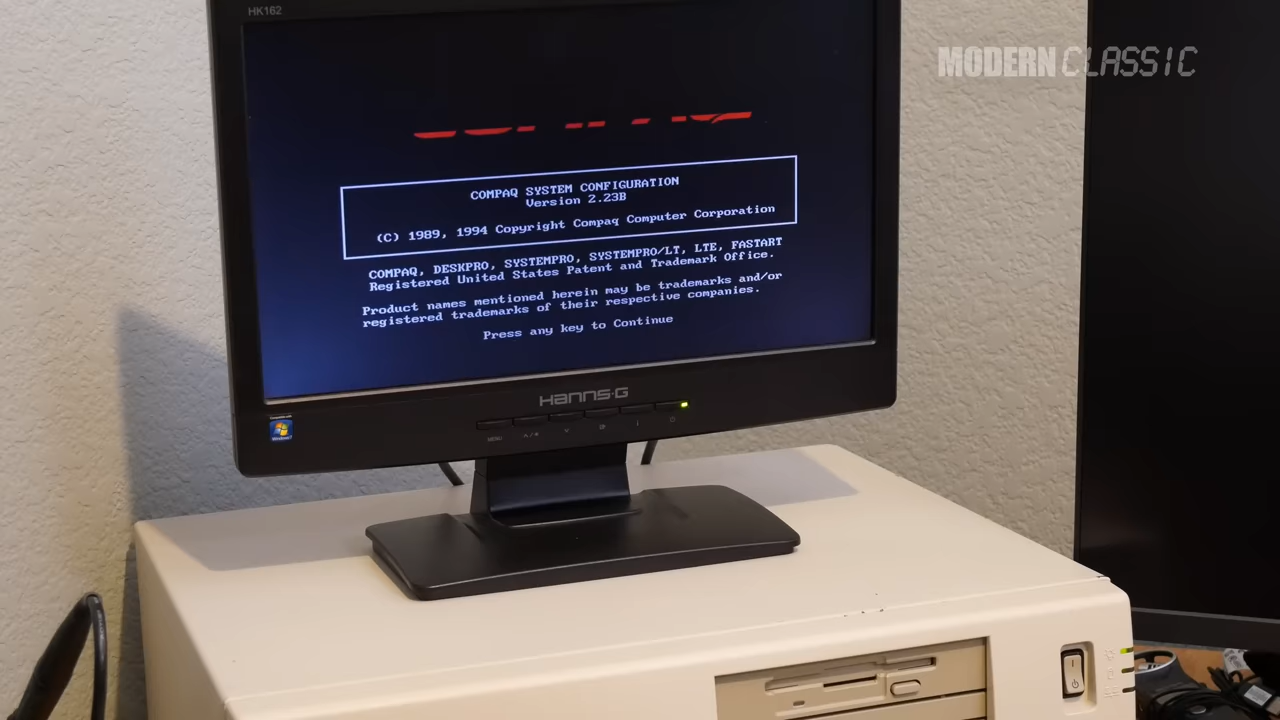 HK162
MODERN CLASSIC
COMPAQ SYSTEM CONFIGURATION
Version 2.23B
(C) 1989, 1994 Copyright Compaq Computer Corporation
COMPAQ, DESKPRO, SYSTEMPRO, SYSTEMPRO/LT, LTE, FASTART
Registered United States Patent and Trademark Office.
Product names mentioned herein may be trademarks and/or
registered trademarks of their respective companies.
Press any key to Continue
HANNS·G
MENU